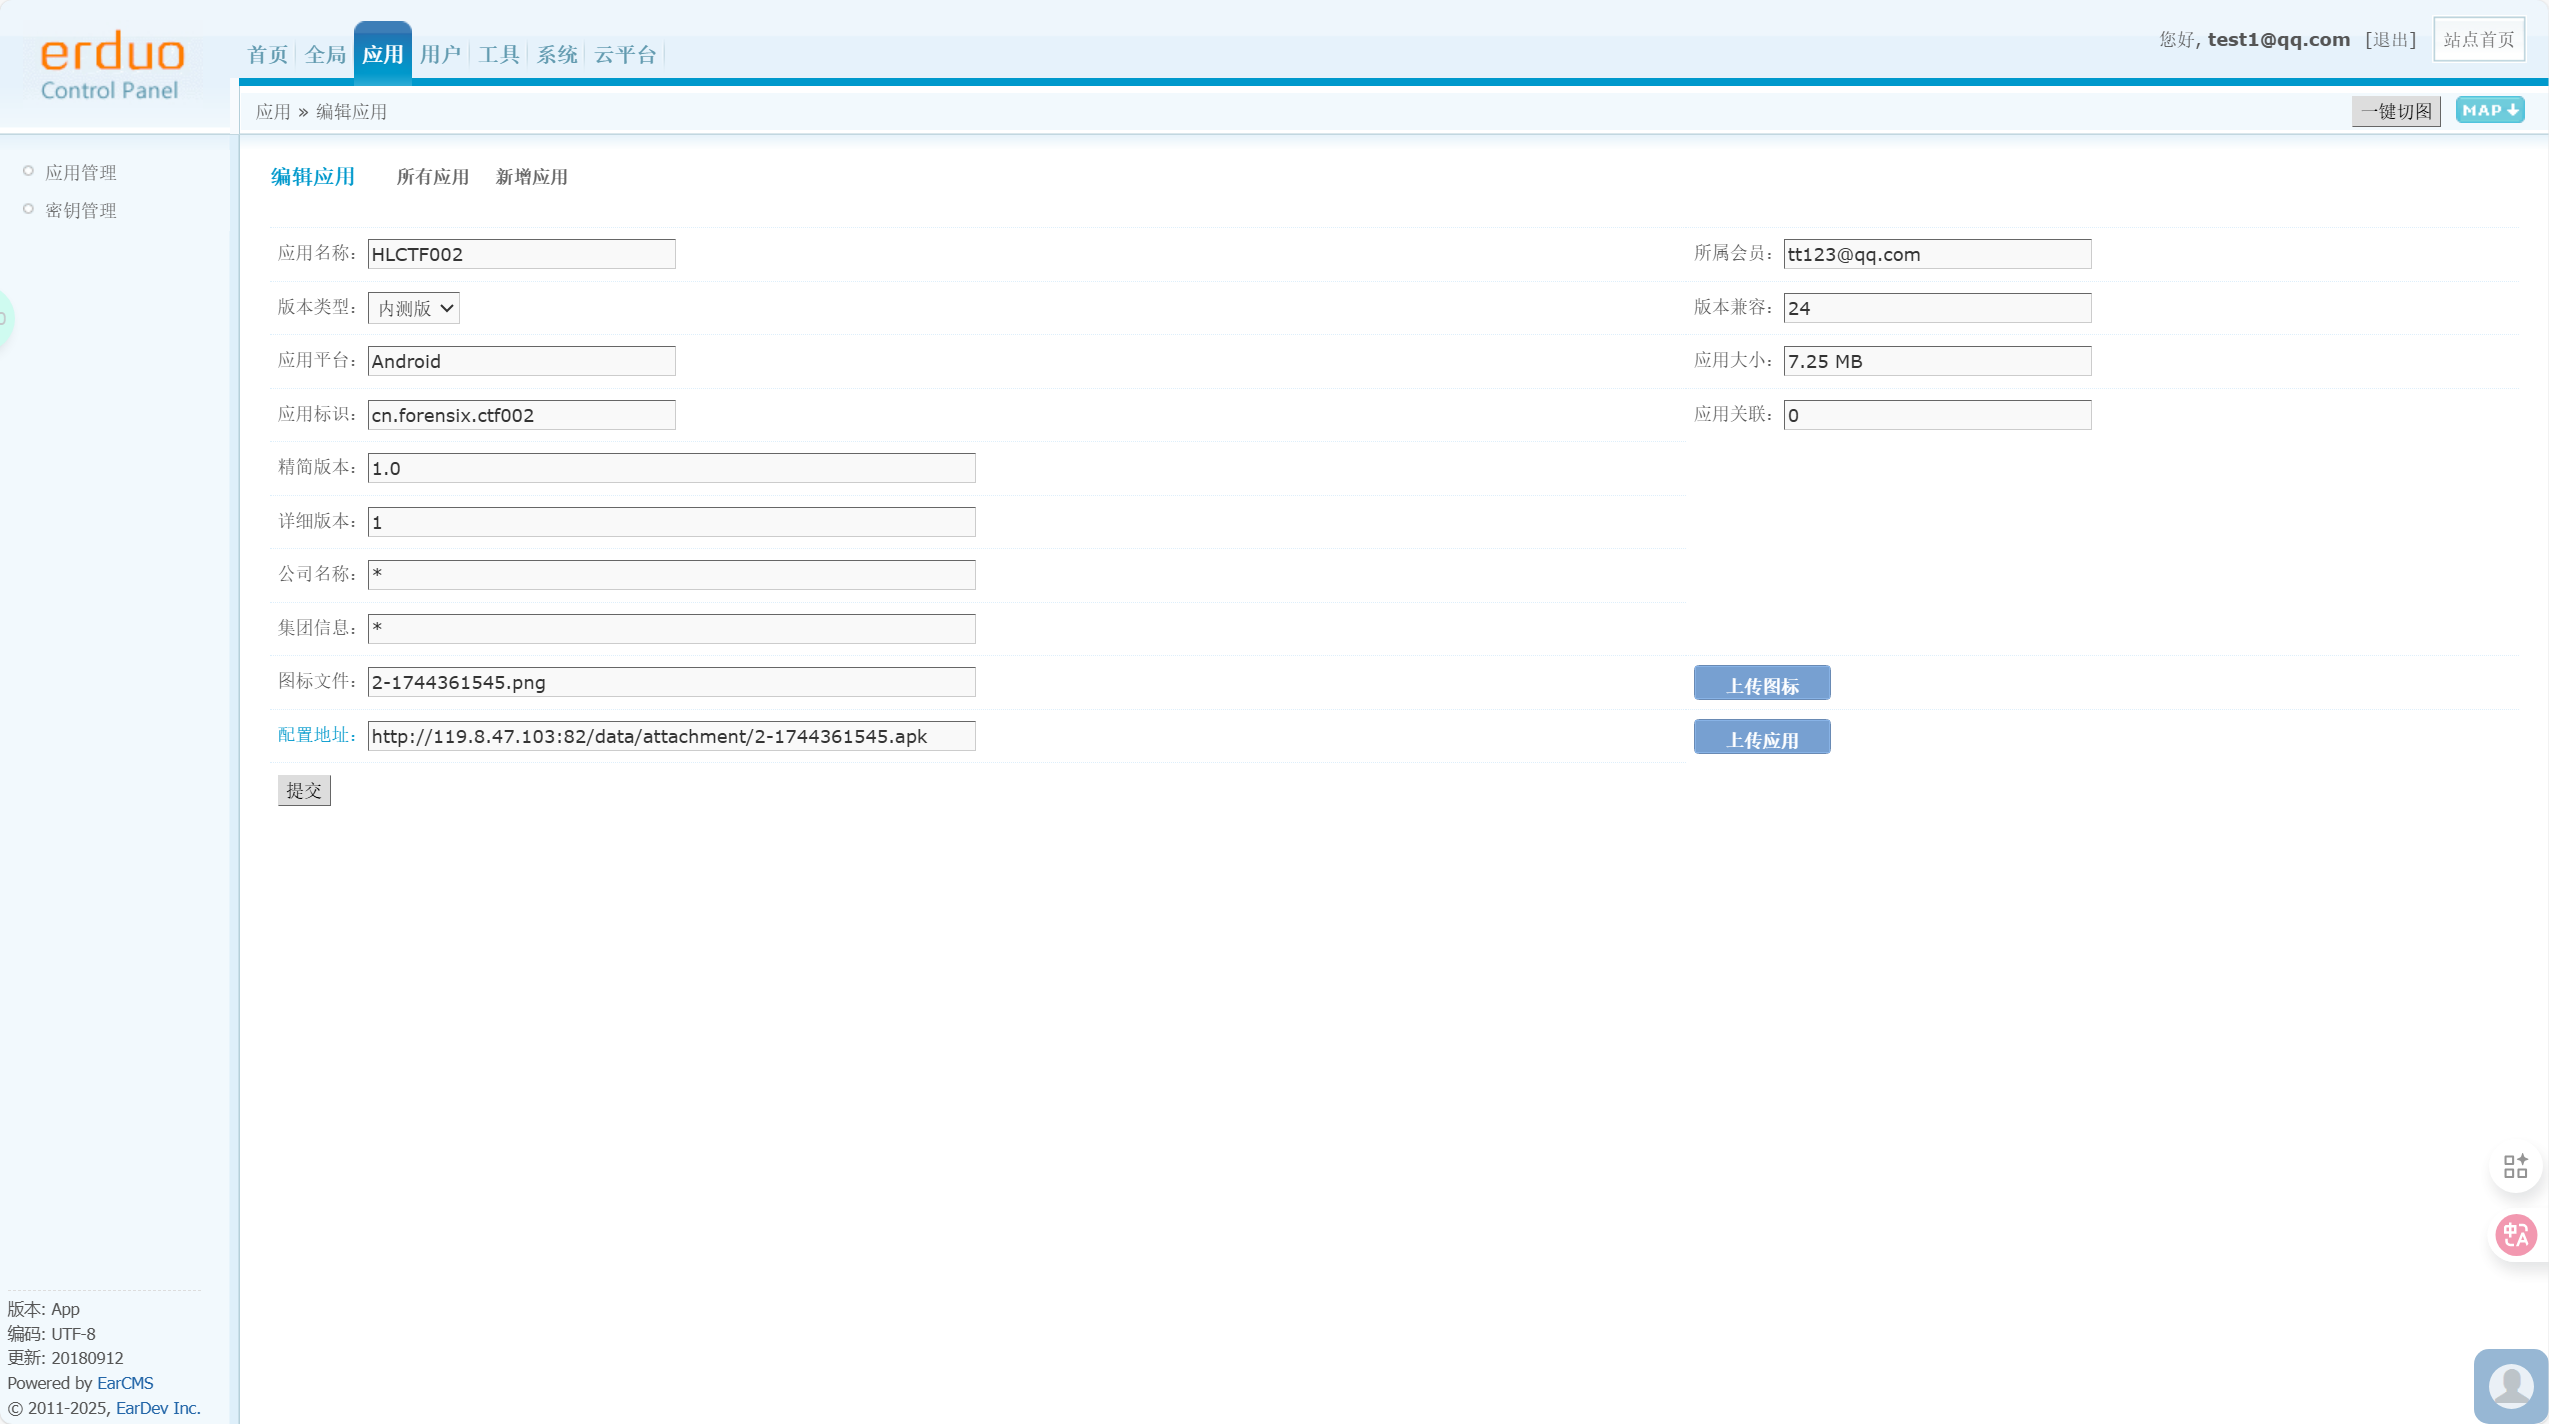 erduo
Control Panel
首页 全局 应用 用户 工具 系统 云平台
您好, test1@qq.com [退出] 站点首页
应用 » 编辑应用
一键切图 MAP
应用管理
密钥管理
编辑应用 所有应用 新增应用
应用名称： HLCTF002 所属会员： tt123@qq.com
版本类型： 内测版 版本兼容： 24
应用平台： Android 应用大小： 7.25 MB
应用标识： cn.forensix.ctf002 应用关联： 0
精简版本： 1.0
详细版本： 1
公司名称： *
集团信息： *
图标文件： 2-1744361545.png 上传图标
配置地址： http://119.8.47.103:82/data/attachment/2-1744361545.apk 上传应用
提交
中A
版本: App
编码: UTF-8
更新: 20180912
Powered by EarCMS
© 2011-2025, EarDev Inc.